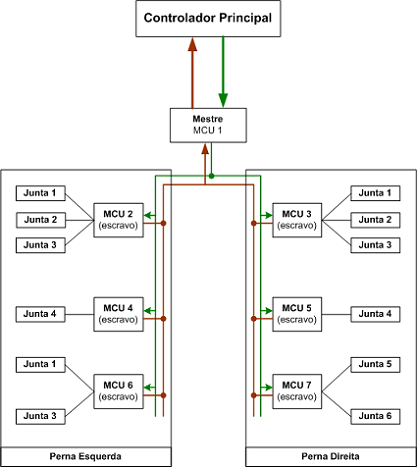 Controlador Principal
Mestre
MCU 1
Junta 1
Junta 2
Junta 3
MCU 2
(escravo)
MCU 3
(escravo)
Junta 1
Junta 2
Junta 3
Junta 4
MCU 4
(escravo)
MCU 5
(escravo)
Junta 4
Junta 1
Junta 3
MCU 6
(escravo)
MCU 7
(escravo)
Junta 5
Junta 6
Perna Esquerda
Perna Direita